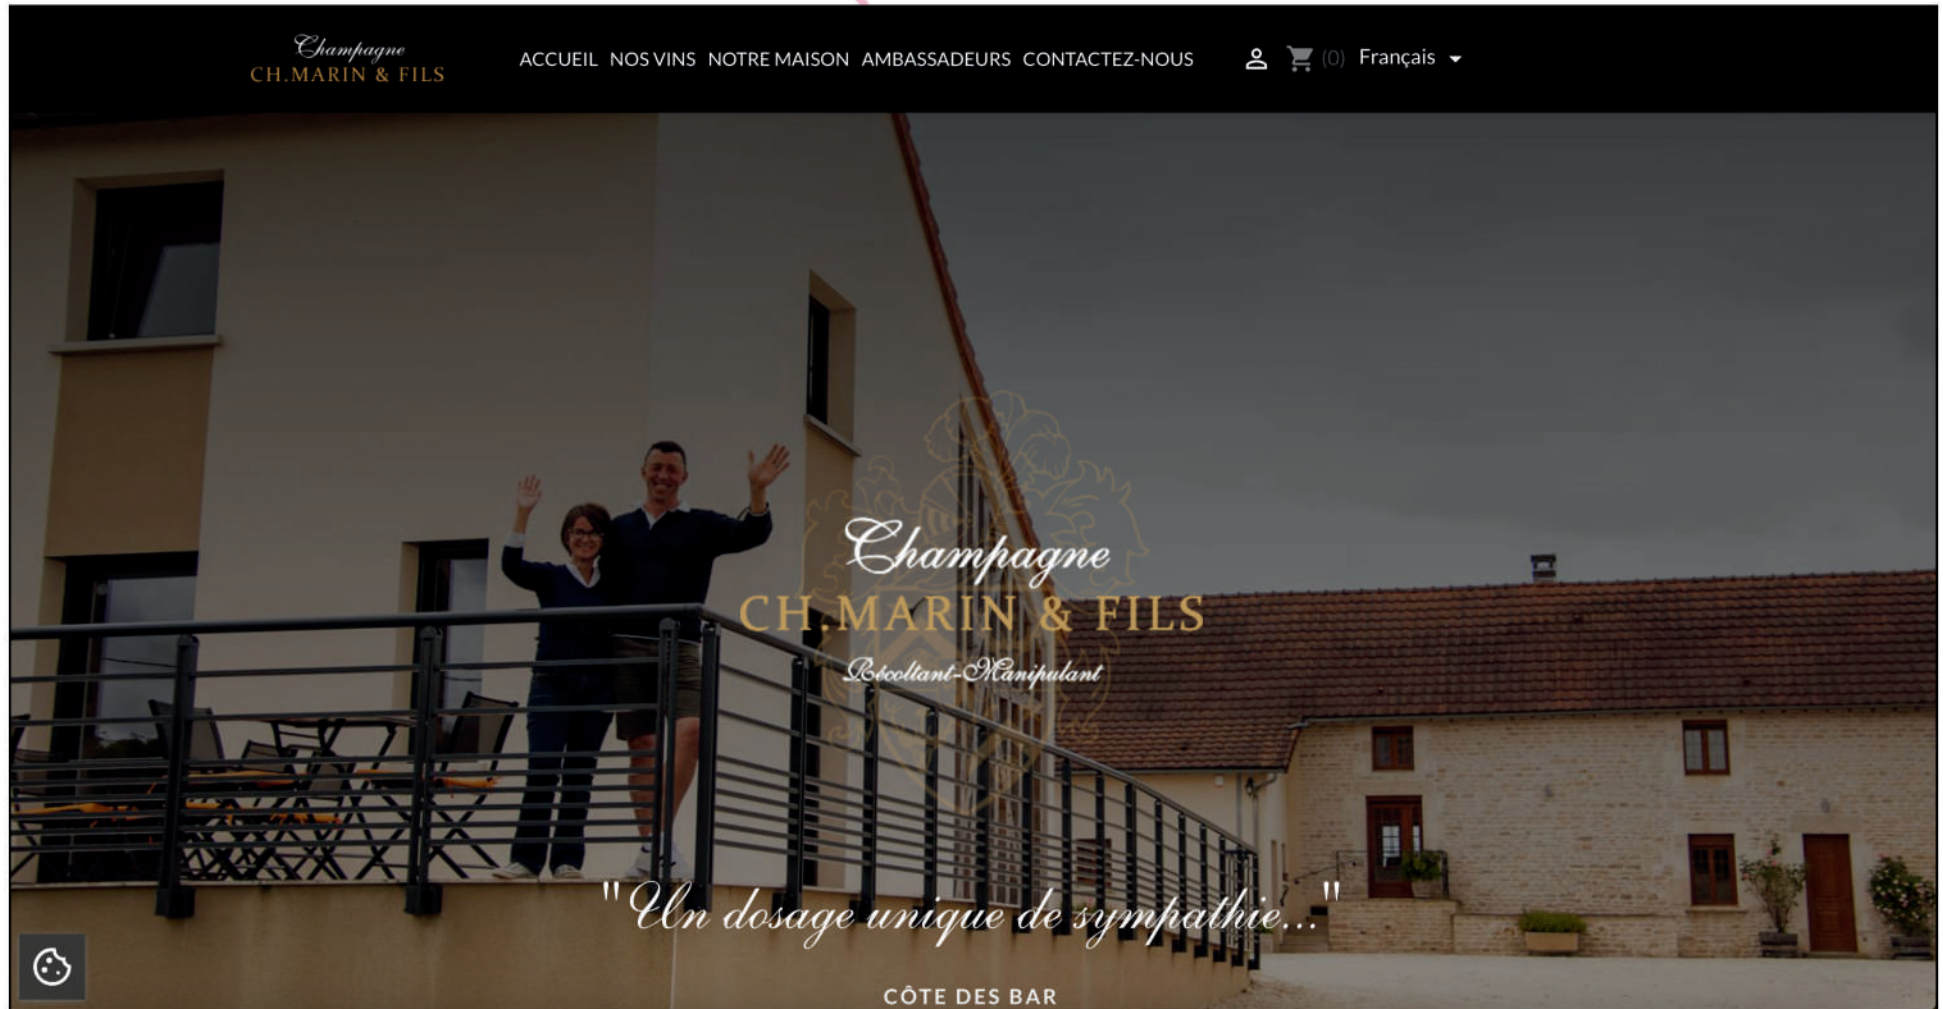 Champagne
CH.MARIN & FILS
ACCUEIL NOS VINS NOTRE MAISON AMBASSADEURS CONTACTEZ-NOUS (0) Français
Champagne
CH.MARIN & FILS
Récoltant-Manipulant
"Un dosage unique de sympathie..."
CÔTE DES BAR